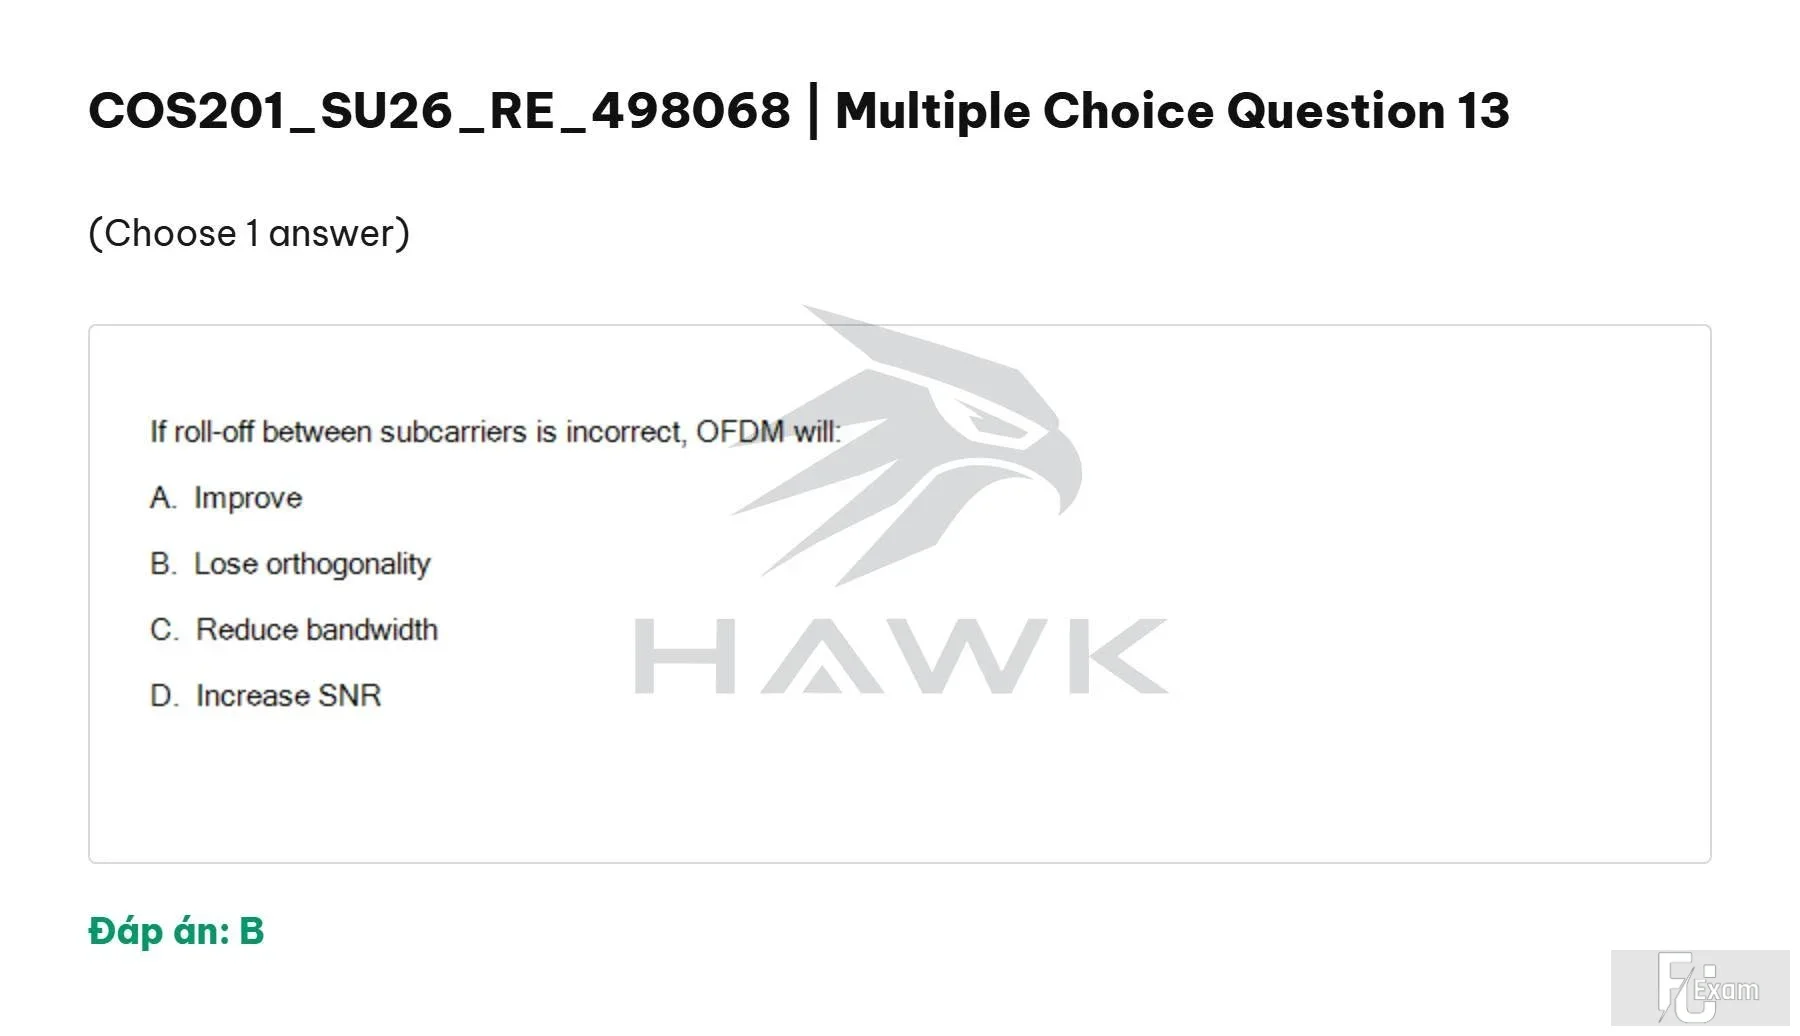 COS201_SU26_RE_498068 | Multiple Choice Question 13
(Choose 1 answer)
If roll-off between subcarriers is incorrect, OFDM will:
A. Improve
B. Lose orthogonality
C. Reduce bandwidth
D. Increase SNR
HAWK
Đáp án: B
FU Exam